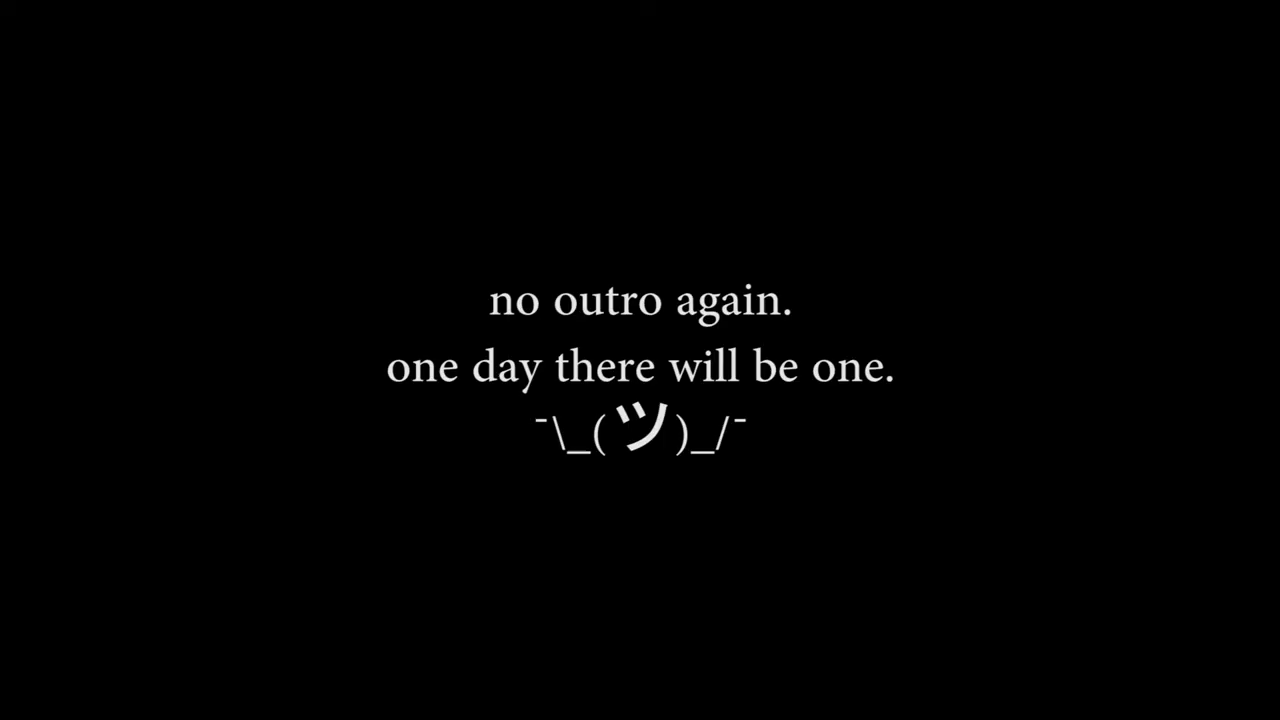 no outro again.
one day there will be one.
¯\_(ツ)_/¯